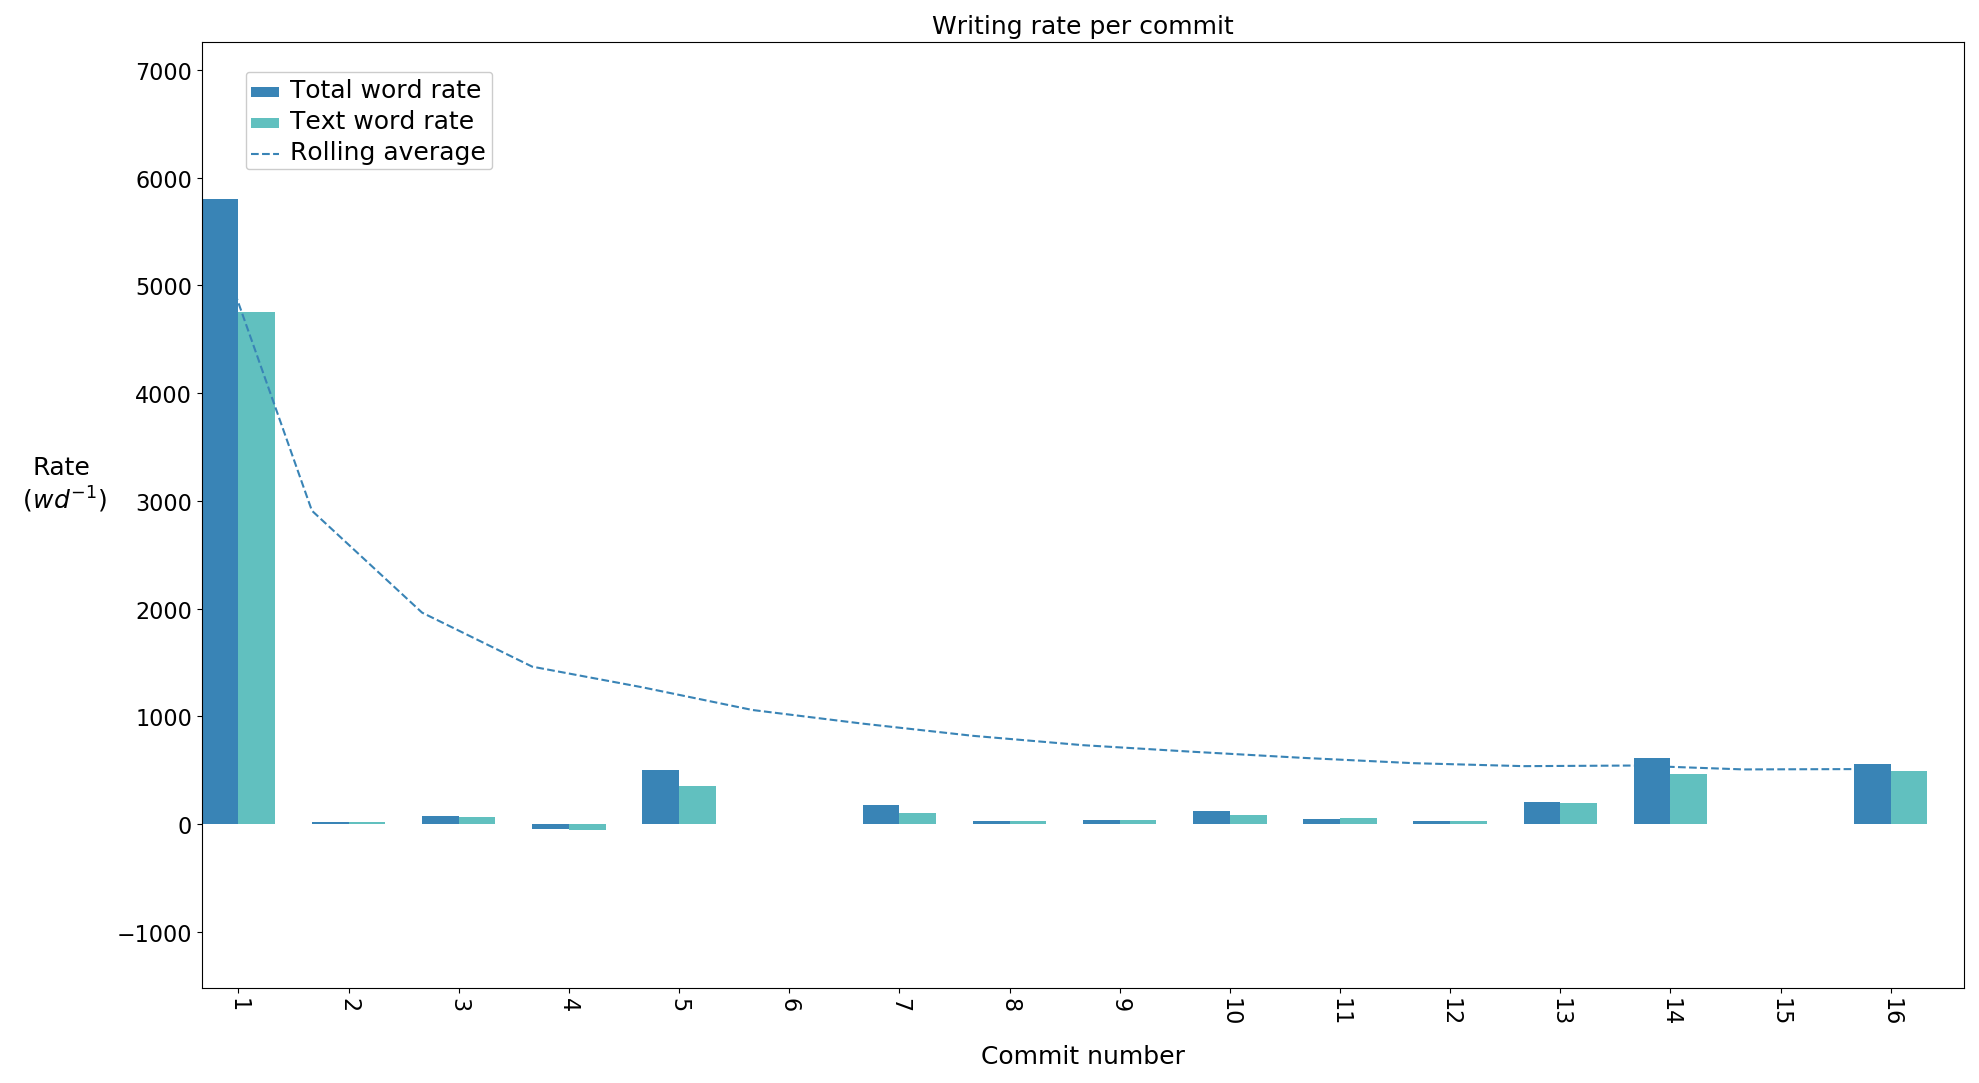 Writing rate per commit
Total word rate
Text word rate
Rolling average
7000
6000
5000
4000
3000
2000
1000
0
−1000
Rate
(wd⁻¹)
1 2 3 4 5 6 7 8 9 10 11 12 13 14 15 16
Commit number